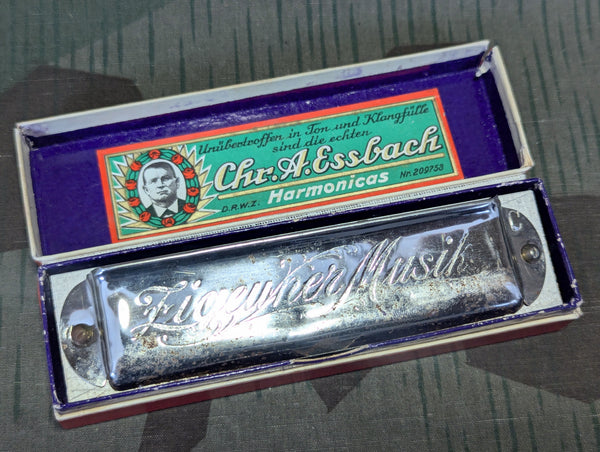 Unübertroffen in Ton und Klangfülle
sind die echten
Chr. A. Essbach
Harmonicas
D.R.W.Z.
Nr. 209753
Zigeuner Musik
C